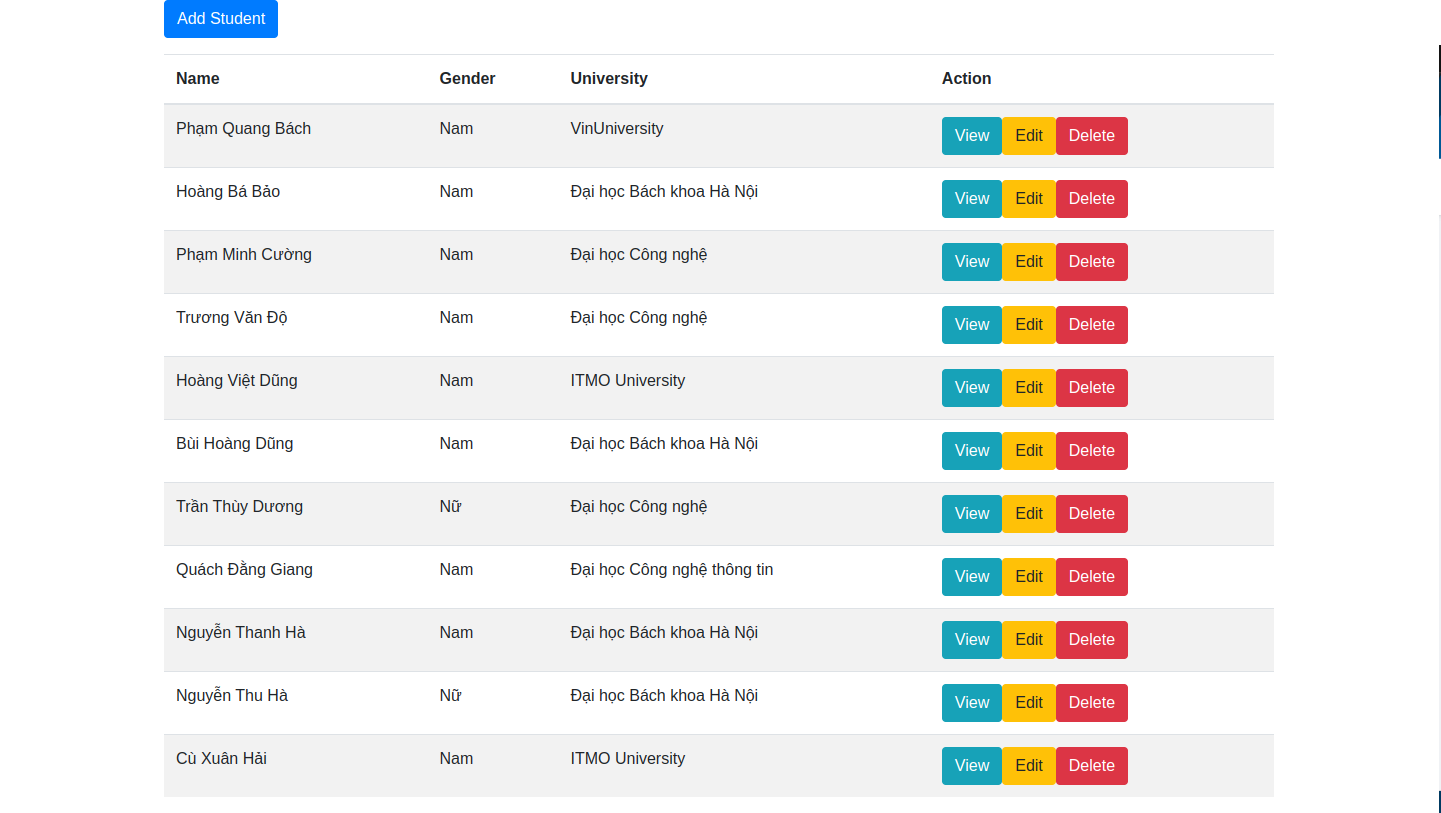 Add Student
Name Gender University Action
Phạm Quang Bách Nam VinUniversity View Edit Delete
Hoàng Bá Bảo Nam Đại học Bách khoa Hà Nội View Edit Delete
Phạm Minh Cường Nam Đại học Công nghệ View Edit Delete
Trương Văn Độ Nam Đại học Công nghệ View Edit Delete
Hoàng Việt Dũng Nam ITMO University View Edit Delete
Bùi Hoàng Dũng Nam Đại học Bách khoa Hà Nội View Edit Delete
Trần Thùy Dương Nữ Đại học Công nghệ View Edit Delete
Quách Đằng Giang Nam Đại học Công nghệ thông tin View Edit Delete
Nguyễn Thanh Hà Nam Đại học Bách khoa Hà Nội View Edit Delete
Nguyễn Thu Hà Nữ Đại học Bách khoa Hà Nội View Edit Delete
Cù Xuân Hải Nam ITMO University View Edit Delete